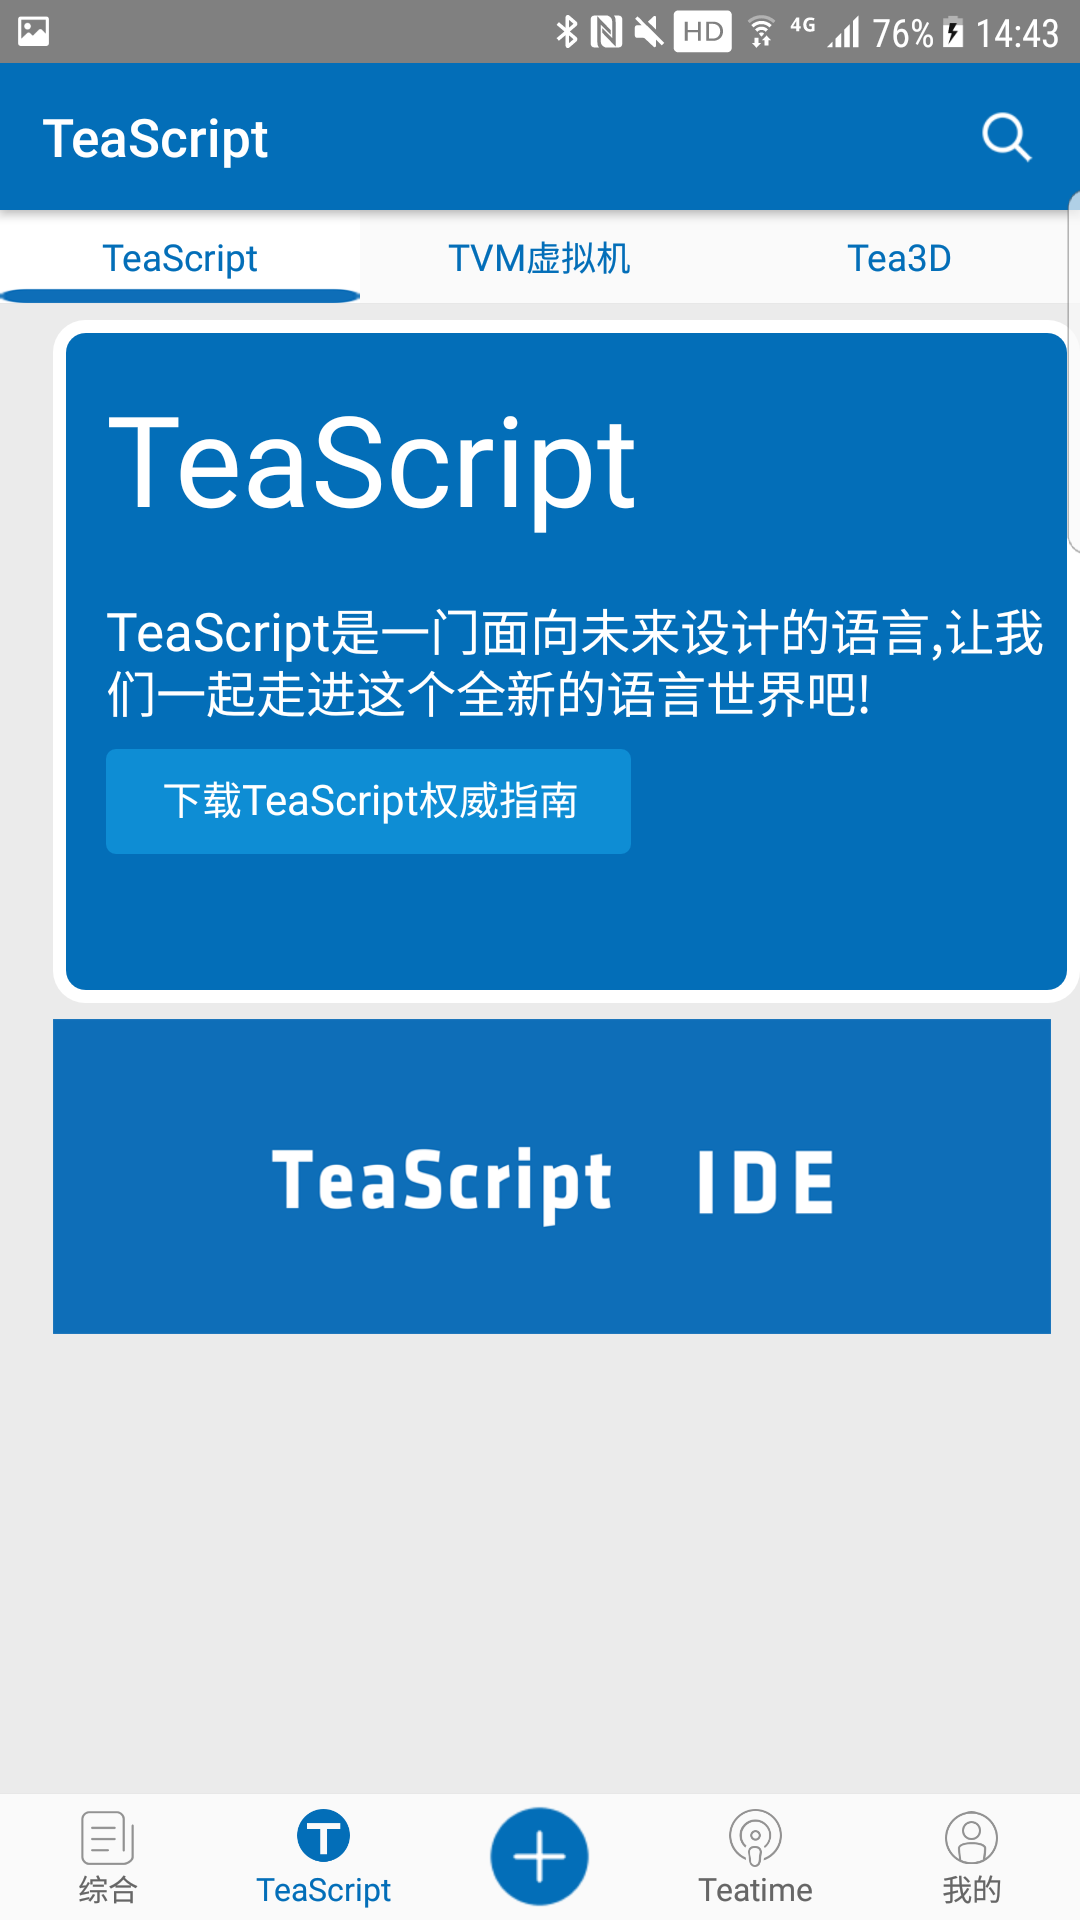 HD 4G 76% 14:43
TeaScript
TeaScript TVM虚拟机 Tea3D
TeaScript
TeaScript是一门面向未来设计的语言,让我
们一起走进这个全新的语言世界吧!
下载TeaScript权威指南
TeaScript IDE
综合 TeaScript Teatime 我的